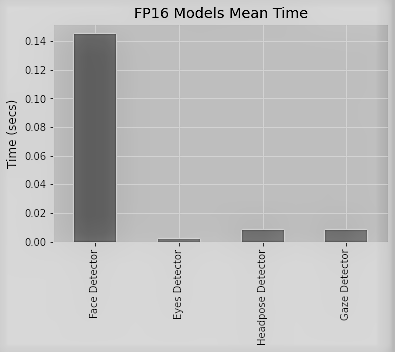 FP16 Models Mean Time
Time (secs)
0.14
0.12
0.10
0.08
0.06
0.04
0.02
0.00
Face Detector
Eyes Detector
Headpose Detector
Gaze Detector